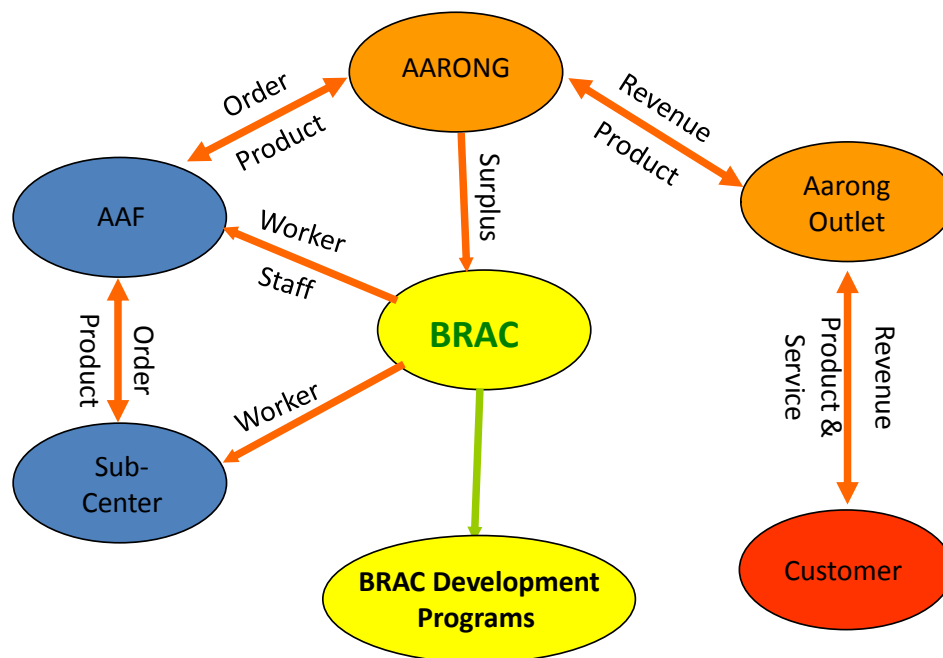 AARONG
Order
Product
Revenue
Product
Surplus
AAF
Worker
Staff
Aarong
Outlet
BRAC
Order
Product
Worker
Revenue
Product &
Service
Sub-
Center
BRAC Development
Programs
Customer